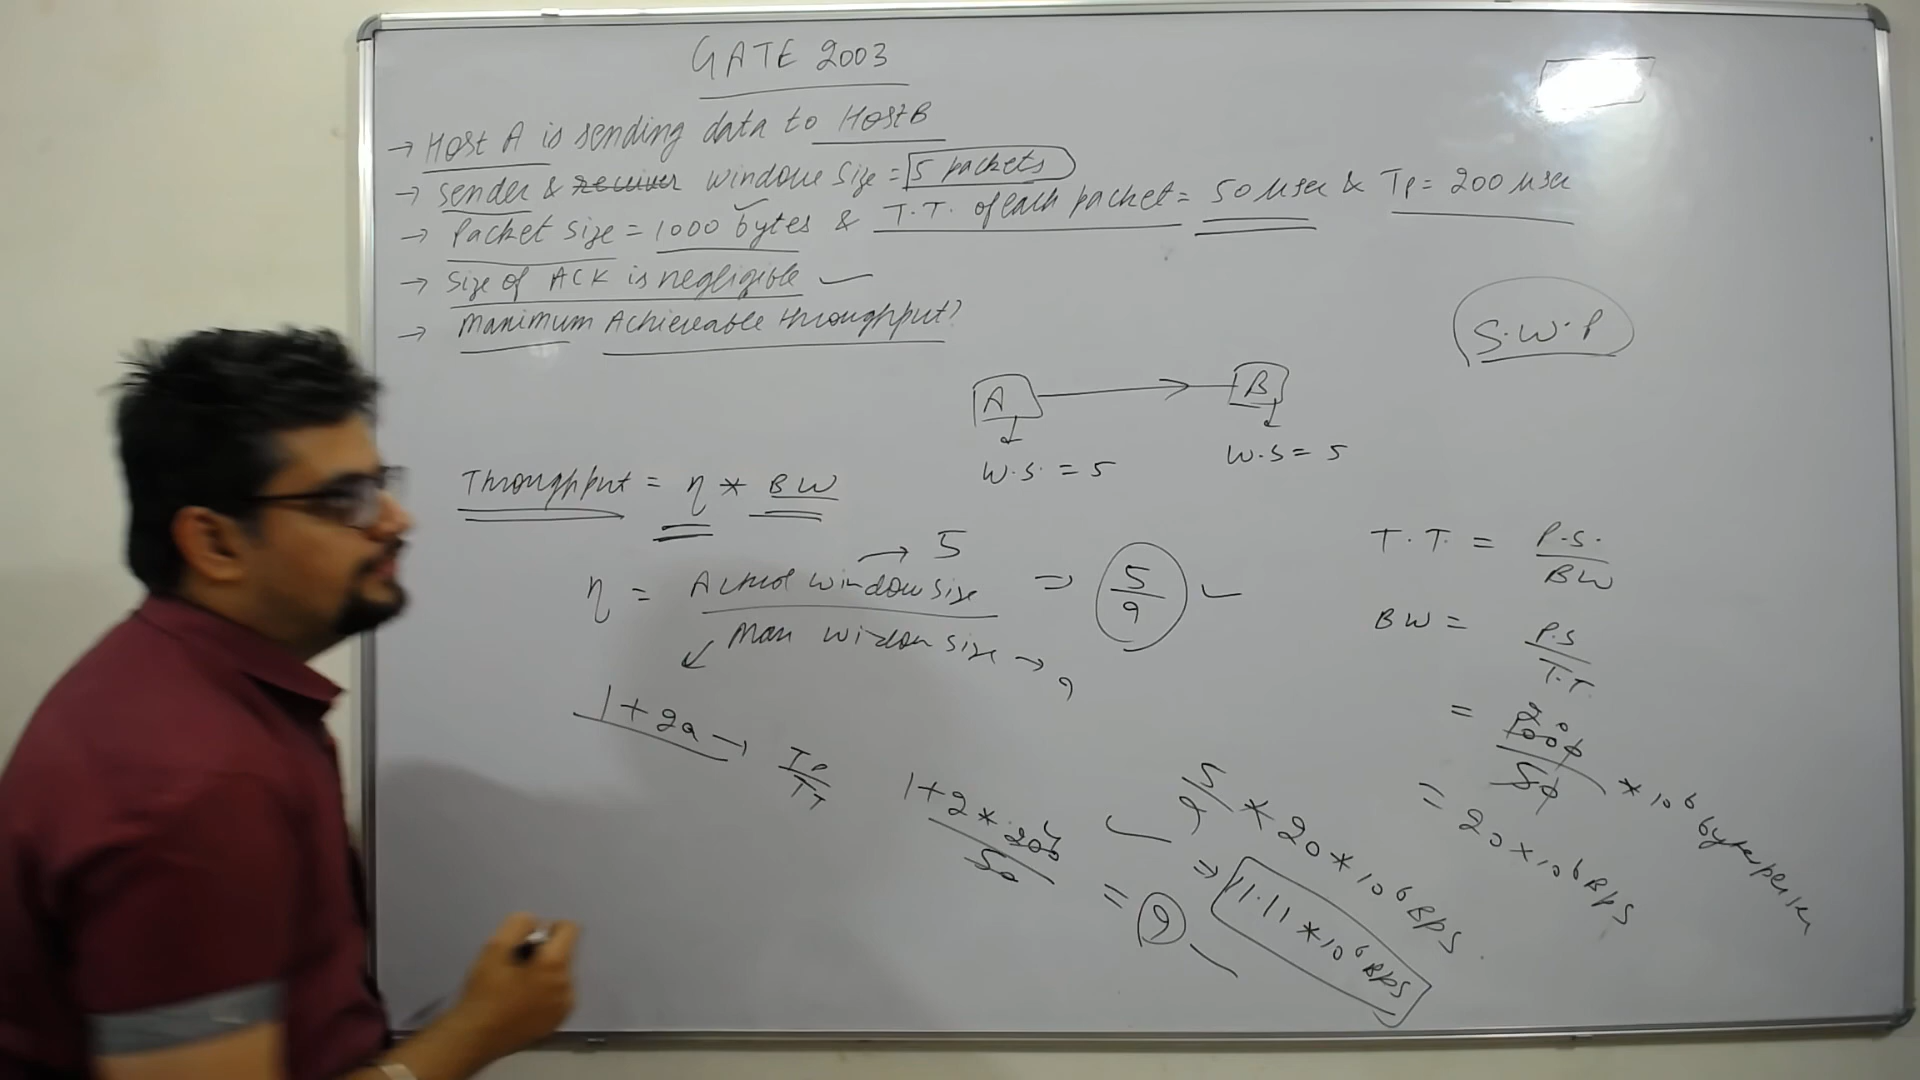 GATE 2003
→ Host A is sending data to Host B
→ Sender & receiver window size = 5 packets
→ Packet size = 1000 bytes & T.T. of each packet = 50 μsec & Tp = 200 μsec
→ Size of ACK is negligible ✓
→ Maximum Achieveable throughput?
S.W.P
A → B
W.S. = 5
W.S = 5
Throughput = η * BW
→ 5
η = Actual window size / Max window size → 9 ⇒ 5/9 ✓
1+2a → Tp/TT
1+2*200/50 = 9
T.T. = P.S./BW
BW = P.S/T.T.
= 1000/50 * 10^6 bytes per sec
= 20 × 10^6 BPS
5/9 * 20 * 10^6 BPS
⇒ 11.11 * 10^6 BPS